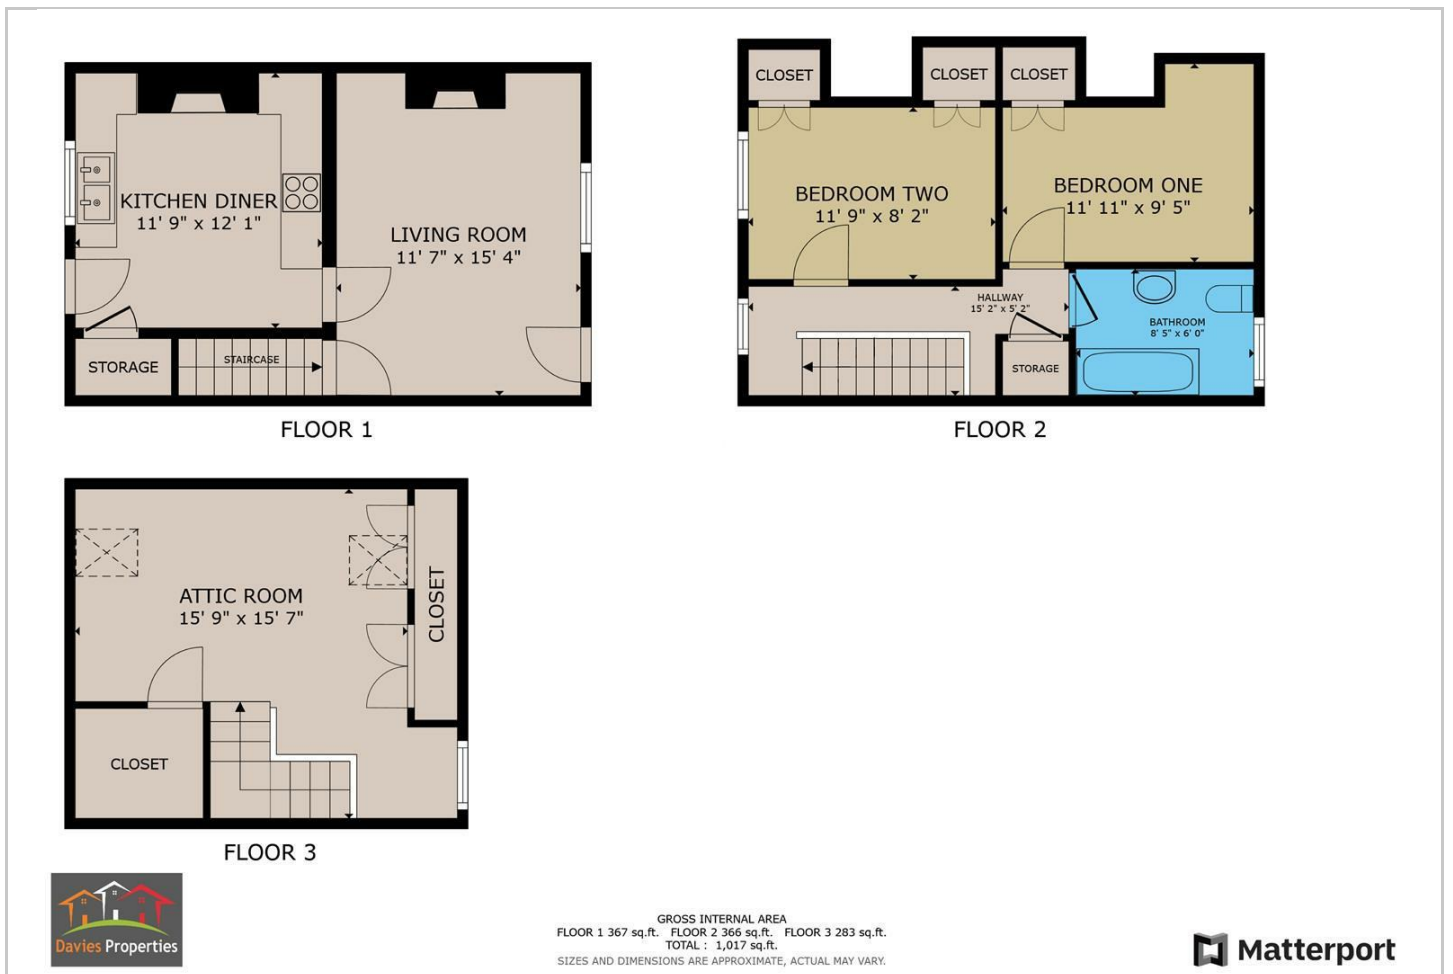 KITCHEN DINER
11' 9" x 12' 1"
LIVING ROOM
11' 7" x 15' 4"
STORAGE
STAIRCASE
FLOOR 1
CLOSET
CLOSET
CLOSET
BEDROOM TWO
11' 9" x 8' 2"
BEDROOM ONE
11' 11" x 9' 5"
HALLWAY
15' 2" x 5' 2"
BATHROOM
8' 5" x 6' 0"
STORAGE
FLOOR 2
ATTIC ROOM
15' 9" x 15' 7"
CLOSET
CLOSET
FLOOR 3
Davies Properties
GROSS INTERNAL AREA
FLOOR 1 367 sq.ft. FLOOR 2 366 sq.ft. FLOOR 3 283 sq.ft.
TOTAL : 1,017 sq.ft.
SIZES AND DIMENSIONS ARE APPROXIMATE, ACTUAL MAY VARY.
Matterport